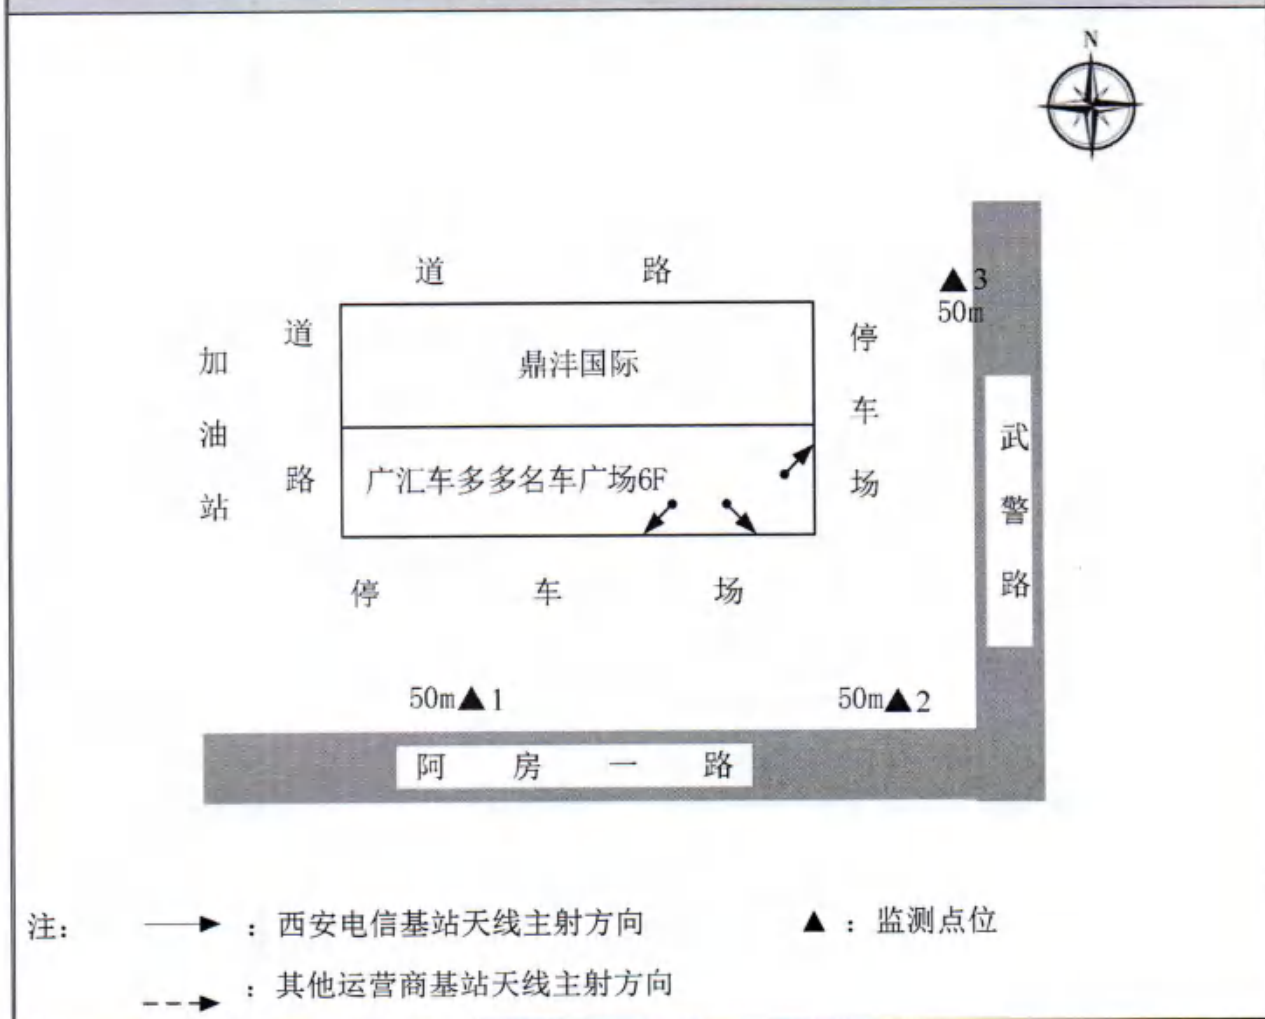 N
道 路
▲3
50m
道路
加油站
停车场
鼎沣国际
广汇车多多名车广场6F
武警路
停 车 场
50m▲1
50m▲2
阿 房 一 路
注： ：西安电信基站天线主射方向
▲：监测点位
：其他运营商基站天线主射方向